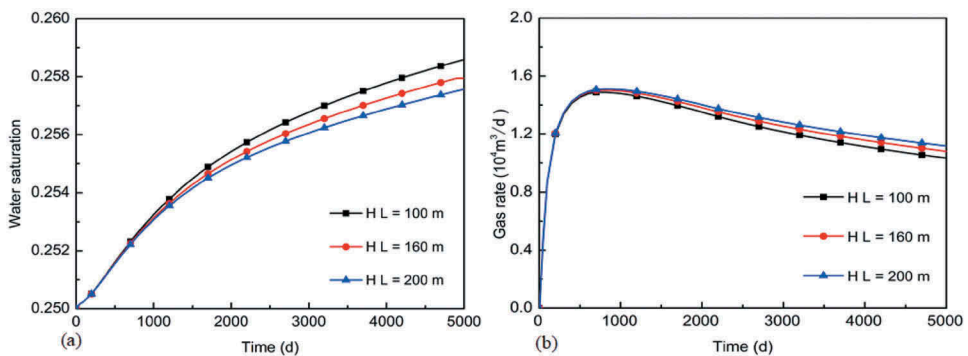 0.260
0.258
0.256
0.254
0.252
0.250
Water saturation
H L = 100 m
H L = 160 m
H L = 200 m
0 1000 2000 3000 4000 5000
(a) Time (d)
2.0
1.6
1.2
0.8
0.4
0.0
Gas rate (10⁴m³/ d)
H L = 100 m
H L = 160 m
H L = 200 m
0 1000 2000 3000 4000 5000
(b) Time (d)